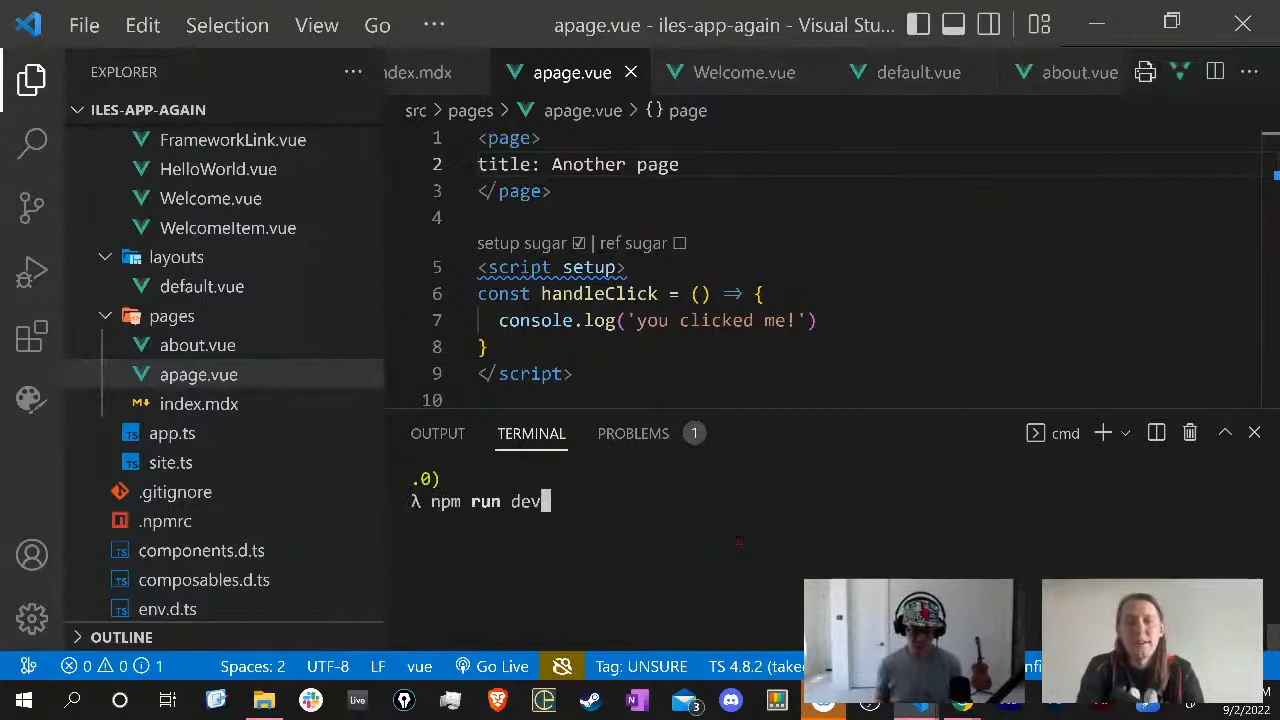 File Edit Selection View Go ··· apage.vue - iles-app-again - Visual Stu...
EXPLORER ···
ILES-APP-AGAIN
FrameworkLink.vue
HelloWorld.vue
Welcome.vue
WelcomeItem.vue
layouts
default.vue
pages
about.vue
apage.vue
index.mdx
app.ts
site.ts
.gitignore
.npmrc
components.d.ts
composables.d.ts
env.d.ts
OUTLINE
ndex.mdx apage.vue Welcome.vue default.vue about.vue ···
src > pages > apage.vue > {} page
1 <page>
2 title: Another page
3 </page>
4
setup sugar ☑ | ref sugar ☐
5 <script setup>
6 const handleClick = () => {
7 console.log('you clicked me!')
8 }
9 </script>
10
OUTPUT TERMINAL PROBLEMS 1 cmd
.0)
λ npm run dev
0 0 1 Spaces: 2 UTF-8 LF vue Go Live Tag: UNSURE TS 4.8.2 (takeo nfi
Live N 3
9/2/2022